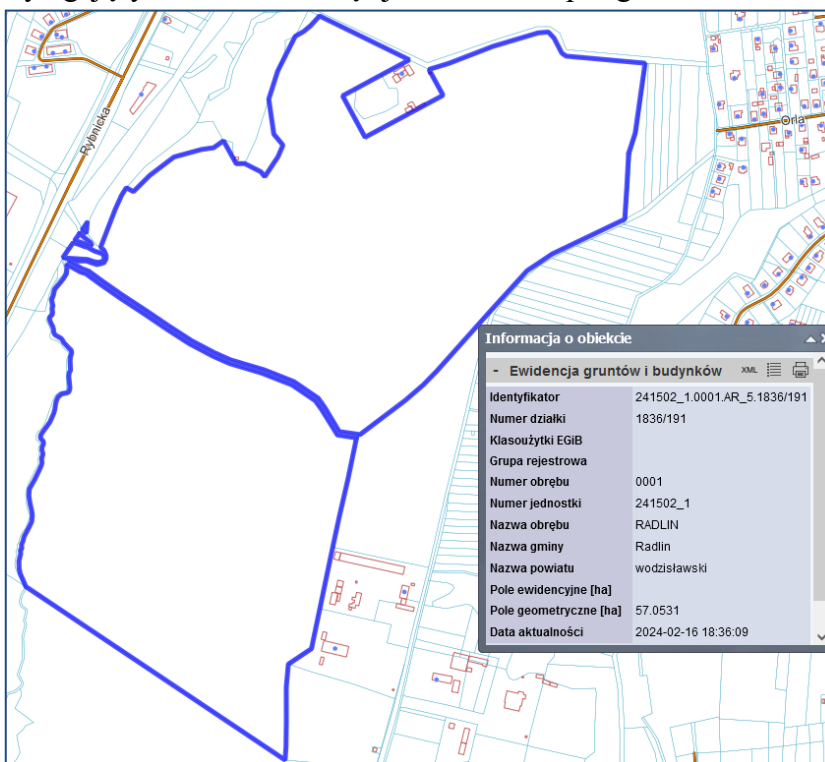 Rybnicka
Orla
Informacja o obiekcie
- Ewidencja gruntów i budynków XML
Identyfikator 241502_1.0001.AR_5.1836/191
Numer działki 1836/191
Klasoużytki EGiB
Grupa rejestrowa
Numer obrębu 0001
Numer jednostki 241502_1
Nazwa obrębu RADLIN
Nazwa gminy Radlin
Nazwa powiatu wodzisławski
Pole ewidencyjne [ha]
Pole geometryczne [ha] 57.0531
Data aktualności 2024-02-16 18:36:09